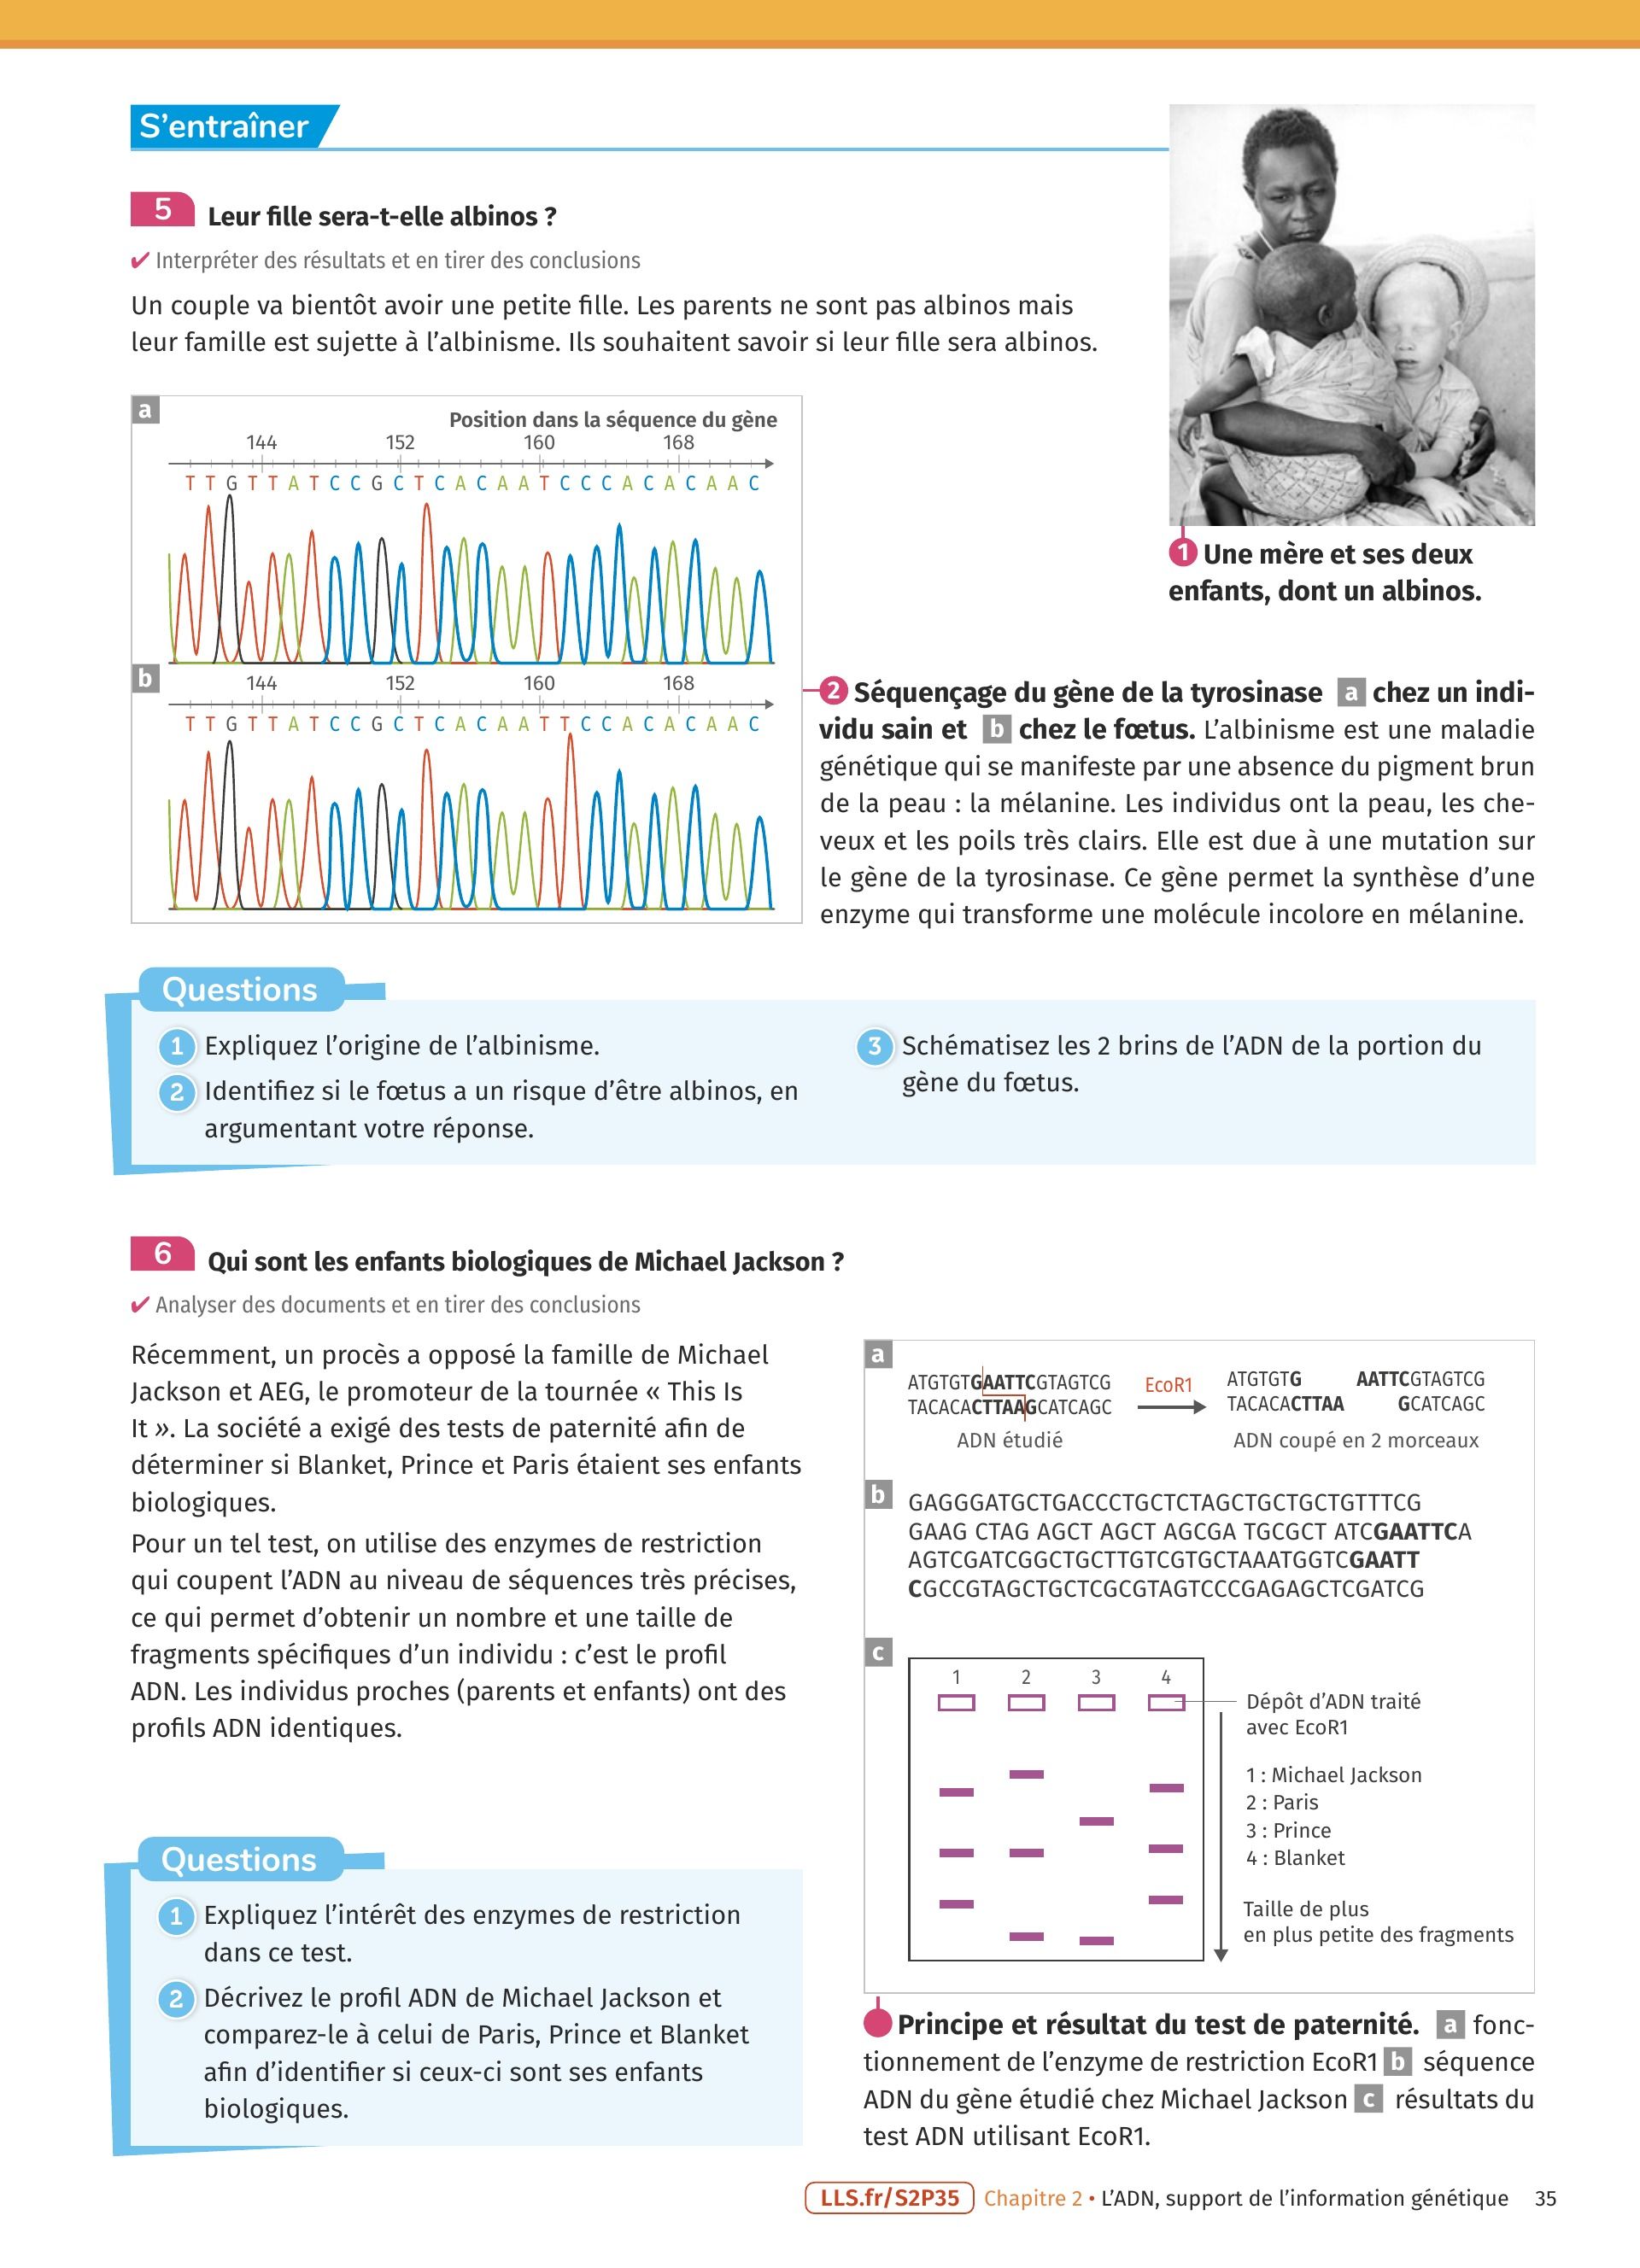 S'entraîner
5 Leur fille sera-t-elle albinos ?
✔ Interpréter des résultats et en tirer des conclusions
Un couple va bientôt avoir une petite fille. Les parents ne sont pas albinos mais
leur famille est sujette à l'albinisme. Ils souhaitent savoir si leur fille sera albinos.
a
Position dans la séquence du gène
144 152 160 168
T T G T T A T C C G C T C A C A A T C C C A C A C A A C
b
144 152 160 168
T T G T T A T C C G C T C A C A A T T C C A C A C A A C
1 Une mère et ses deux
enfants, dont un albinos.
2 Séquençage du gène de la tyrosinase a chez un indi-
vidu sain et b chez le fœtus. L'albinisme est une maladie
génétique qui se manifeste par une absence du pigment brun
de la peau : la mélanine. Les individus ont la peau, les che-
veux et les poils très clairs. Elle est due à une mutation sur
le gène de la tyrosinase. Ce gène permet la synthèse d'une
enzyme qui transforme une molécule incolore en mélanine.
Questions
1 Expliquez l'origine de l'albinisme.
2 Identifiez si le fœtus a un risque d'être albinos, en
argumentant votre réponse.
3 Schématisez les 2 brins de l'ADN de la portion du
gène du fœtus.
6 Qui sont les enfants biologiques de Michael Jackson ?
✔ Analyser des documents et en tirer des conclusions
Récemment, un procès a opposé la famille de Michael
Jackson et AEG, le promoteur de la tournée « This Is
It ». La société a exigé des tests de paternité afin de
déterminer si Blanket, Prince et Paris étaient ses enfants
biologiques.
Pour un tel test, on utilise des enzymes de restriction
qui coupent l'ADN au niveau de séquences très précises,
ce qui permet d'obtenir un nombre et une taille de
fragments spécifiques d'un individu : c'est le profil
ADN. Les individus proches (parents et enfants) ont des
profils ADN identiques.
Questions
1 Expliquez l'intérêt des enzymes de restriction
dans ce test.
2 Décrivez le profil ADN de Michael Jackson et
comparez-le à celui de Paris, Prince et Blanket
afin d'identifier si ceux-ci sont ses enfants
biologiques.
a
ATGTGTGAATTCGTAGTCG EcoR1 ATGTGTG AATTCGTAGTCG
TACACACTTAAGCATCAGC TACACACTTAA GCATCAGC
ADN étudié ADN coupé en 2 morceaux
b
GAGGGATGCTGACCCTGCTCTAGCTGCTGCTGTTTCG
GAAG CTAG AGCT AGCT AGCGA TGCGCT ATCGAATTCA
AGTCGATCGGCTGCTTGTCGTGCTAAATGGTCGAATT
CGCCGTAGCTGCTCGCGTAGTCCCGAGAGCTCGATCG
c
1 2 3 4
Dépôt d'ADN traité
avec EcoR1
1 : Michael Jackson
2 : Paris
3 : Prince
4 : Blanket
Taille de plus
en plus petite des fragments
Principe et résultat du test de paternité. a fonc-
tionnement de l'enzyme de restriction EcoR1 b séquence
ADN du gène étudié chez Michael Jackson c résultats du
test ADN utilisant EcoR1.
LLS.fr/S2P35 Chapitre 2 • L'ADN, support de l'information génétique 35